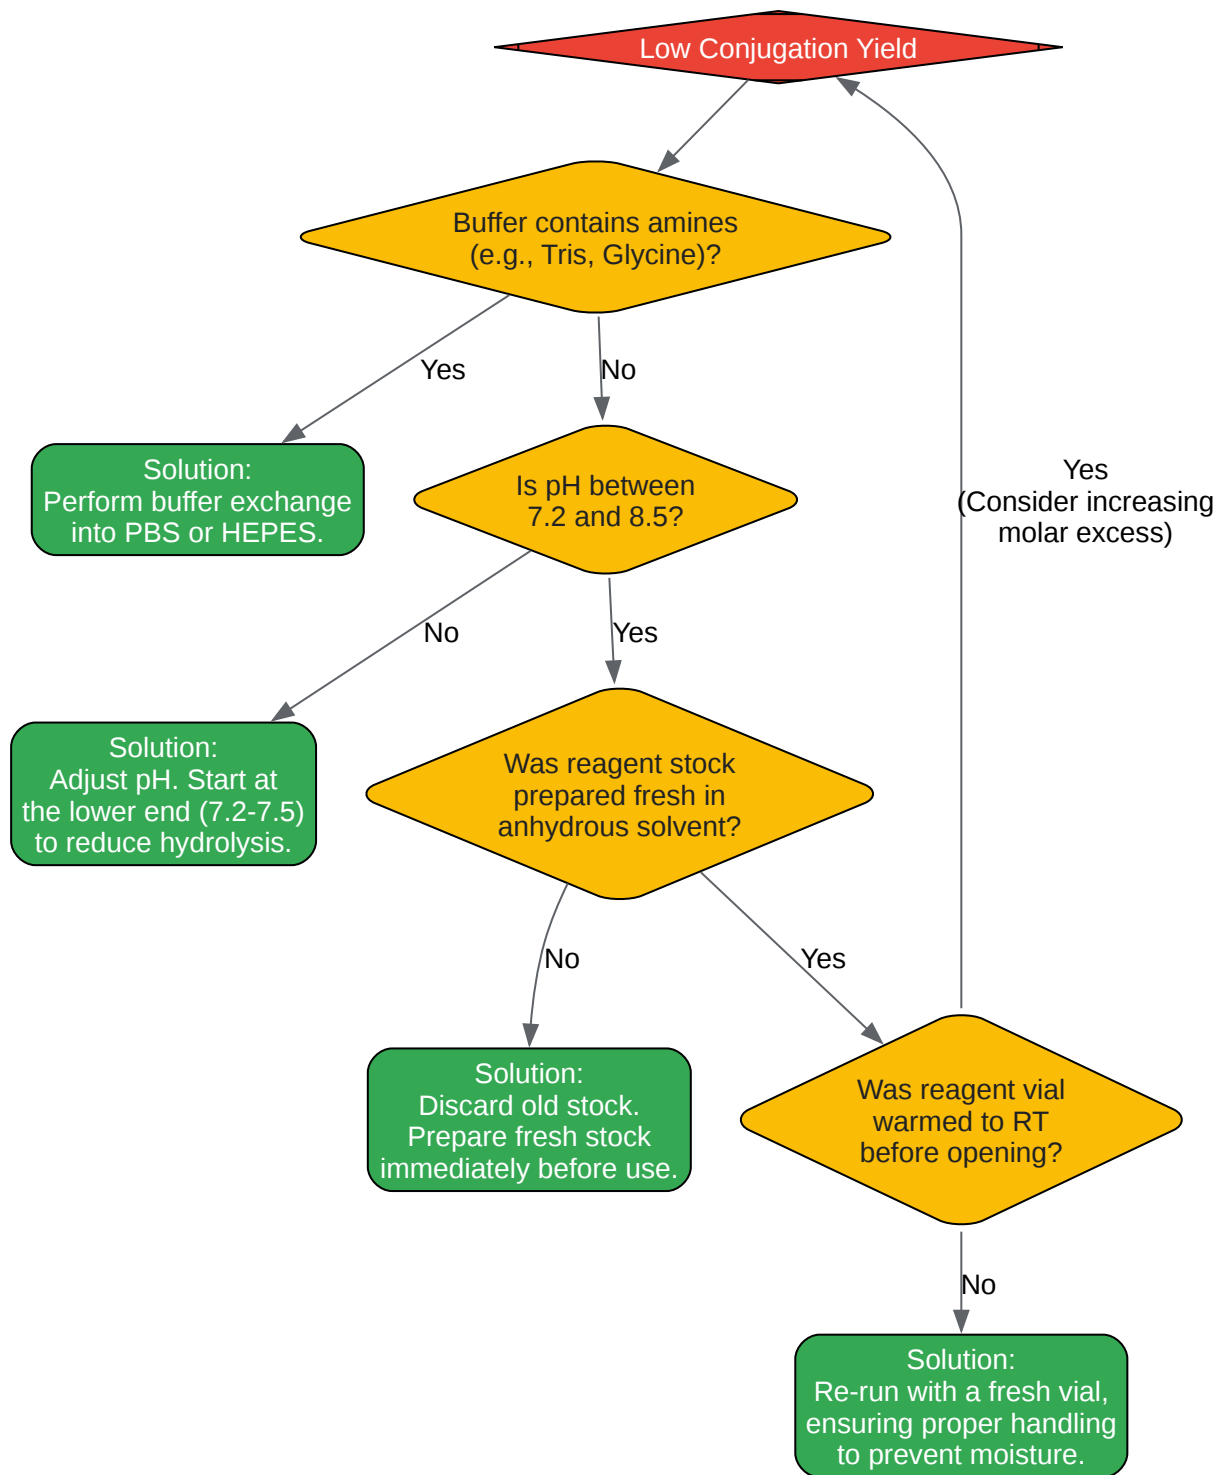 Low Conjugation Yield
Buffer contains amines
(e.g., Tris, Glycine)?
Yes
No
Solution:
Perform buffer exchange
into PBS or HEPES.
Is pH between
7.2 and 8.5?
Yes
(Consider increasing
molar excess)
No
Yes
Solution:
Adjust pH. Start at
the lower end (7.2-7.5)
to reduce hydrolysis.
Was reagent stock
prepared fresh in
anhydrous solvent?
No
Yes
Solution:
Discard old stock.
Prepare fresh stock
immediately before use.
Was reagent vial
warmed to RT
before opening?
No
Solution:
Re-run with a fresh vial,
ensuring proper handling
to prevent moisture.